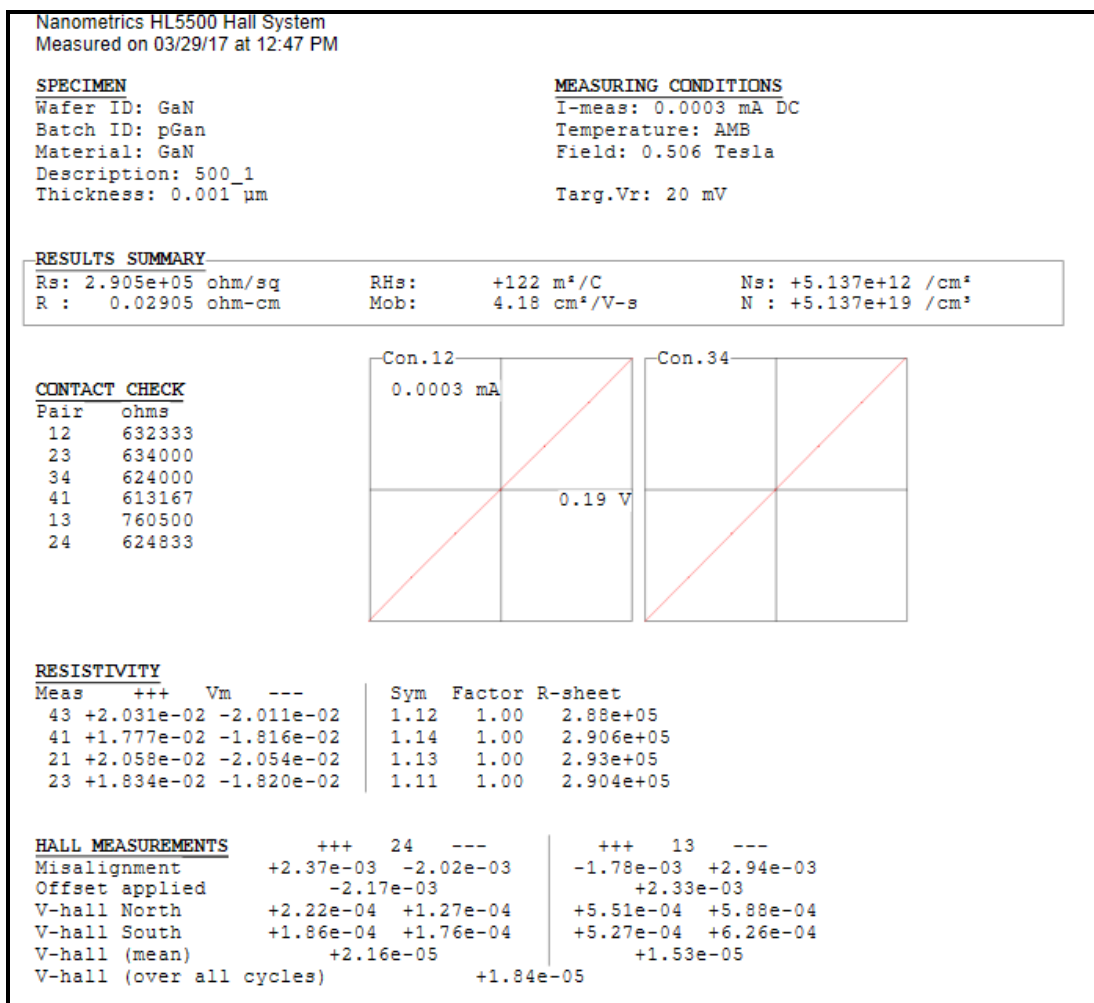 Nanometrics HL5500 Hall System
Measured on 03/29/17 at 12:47 PM
SPECIMEN
Wafer ID: GaN
Batch ID: pGan
Material: GaN
Description: 500_1
Thickness: 0.001 µm
MEASURING CONDITIONS
I-meas: 0.0003 mA DC
Temperature: AMB
Field: 0.506 Tesla
Targ.Vr: 20 mV
RESULTS SUMMARY
Rs: 2.905e+05 ohm/sq RHs: +122 m²/C Ns: +5.137e+12 /cm²
R : 0.02905 ohm-cm Mob: 4.18 cm²/V-s N : +5.137e+19 /cm³
CONTACT CHECK
Pair ohms
12 632333
23 634000
34 624000
41 613167
13 760500
24 624833
Con.12
0.0003 mA
0.19 V
Con.34
RESISTIVITY
Meas +++ Vm --- Sym Factor R-sheet
43 +2.031e-02 -2.011e-02 1.12 1.00 2.88e+05
41 +1.777e-02 -1.816e-02 1.14 1.00 2.906e+05
21 +2.058e-02 -2.054e-02 1.13 1.00 2.93e+05
23 +1.834e-02 -1.820e-02 1.11 1.00 2.904e+05
HALL MEASUREMENTS +++ 24 --- +++ 13 ---
Misalignment +2.37e-03 -2.02e-03 -1.78e-03 +2.94e-03
Offset applied -2.17e-03 +2.33e-03
V-hall North +2.22e-04 +1.27e-04 +5.51e-04 +5.88e-04
V-hall South +1.86e-04 +1.76e-04 +5.27e-04 +6.26e-04
V-hall (mean) +2.16e-05 +1.53e-05
V-hall (over all cycles) +1.84e-05